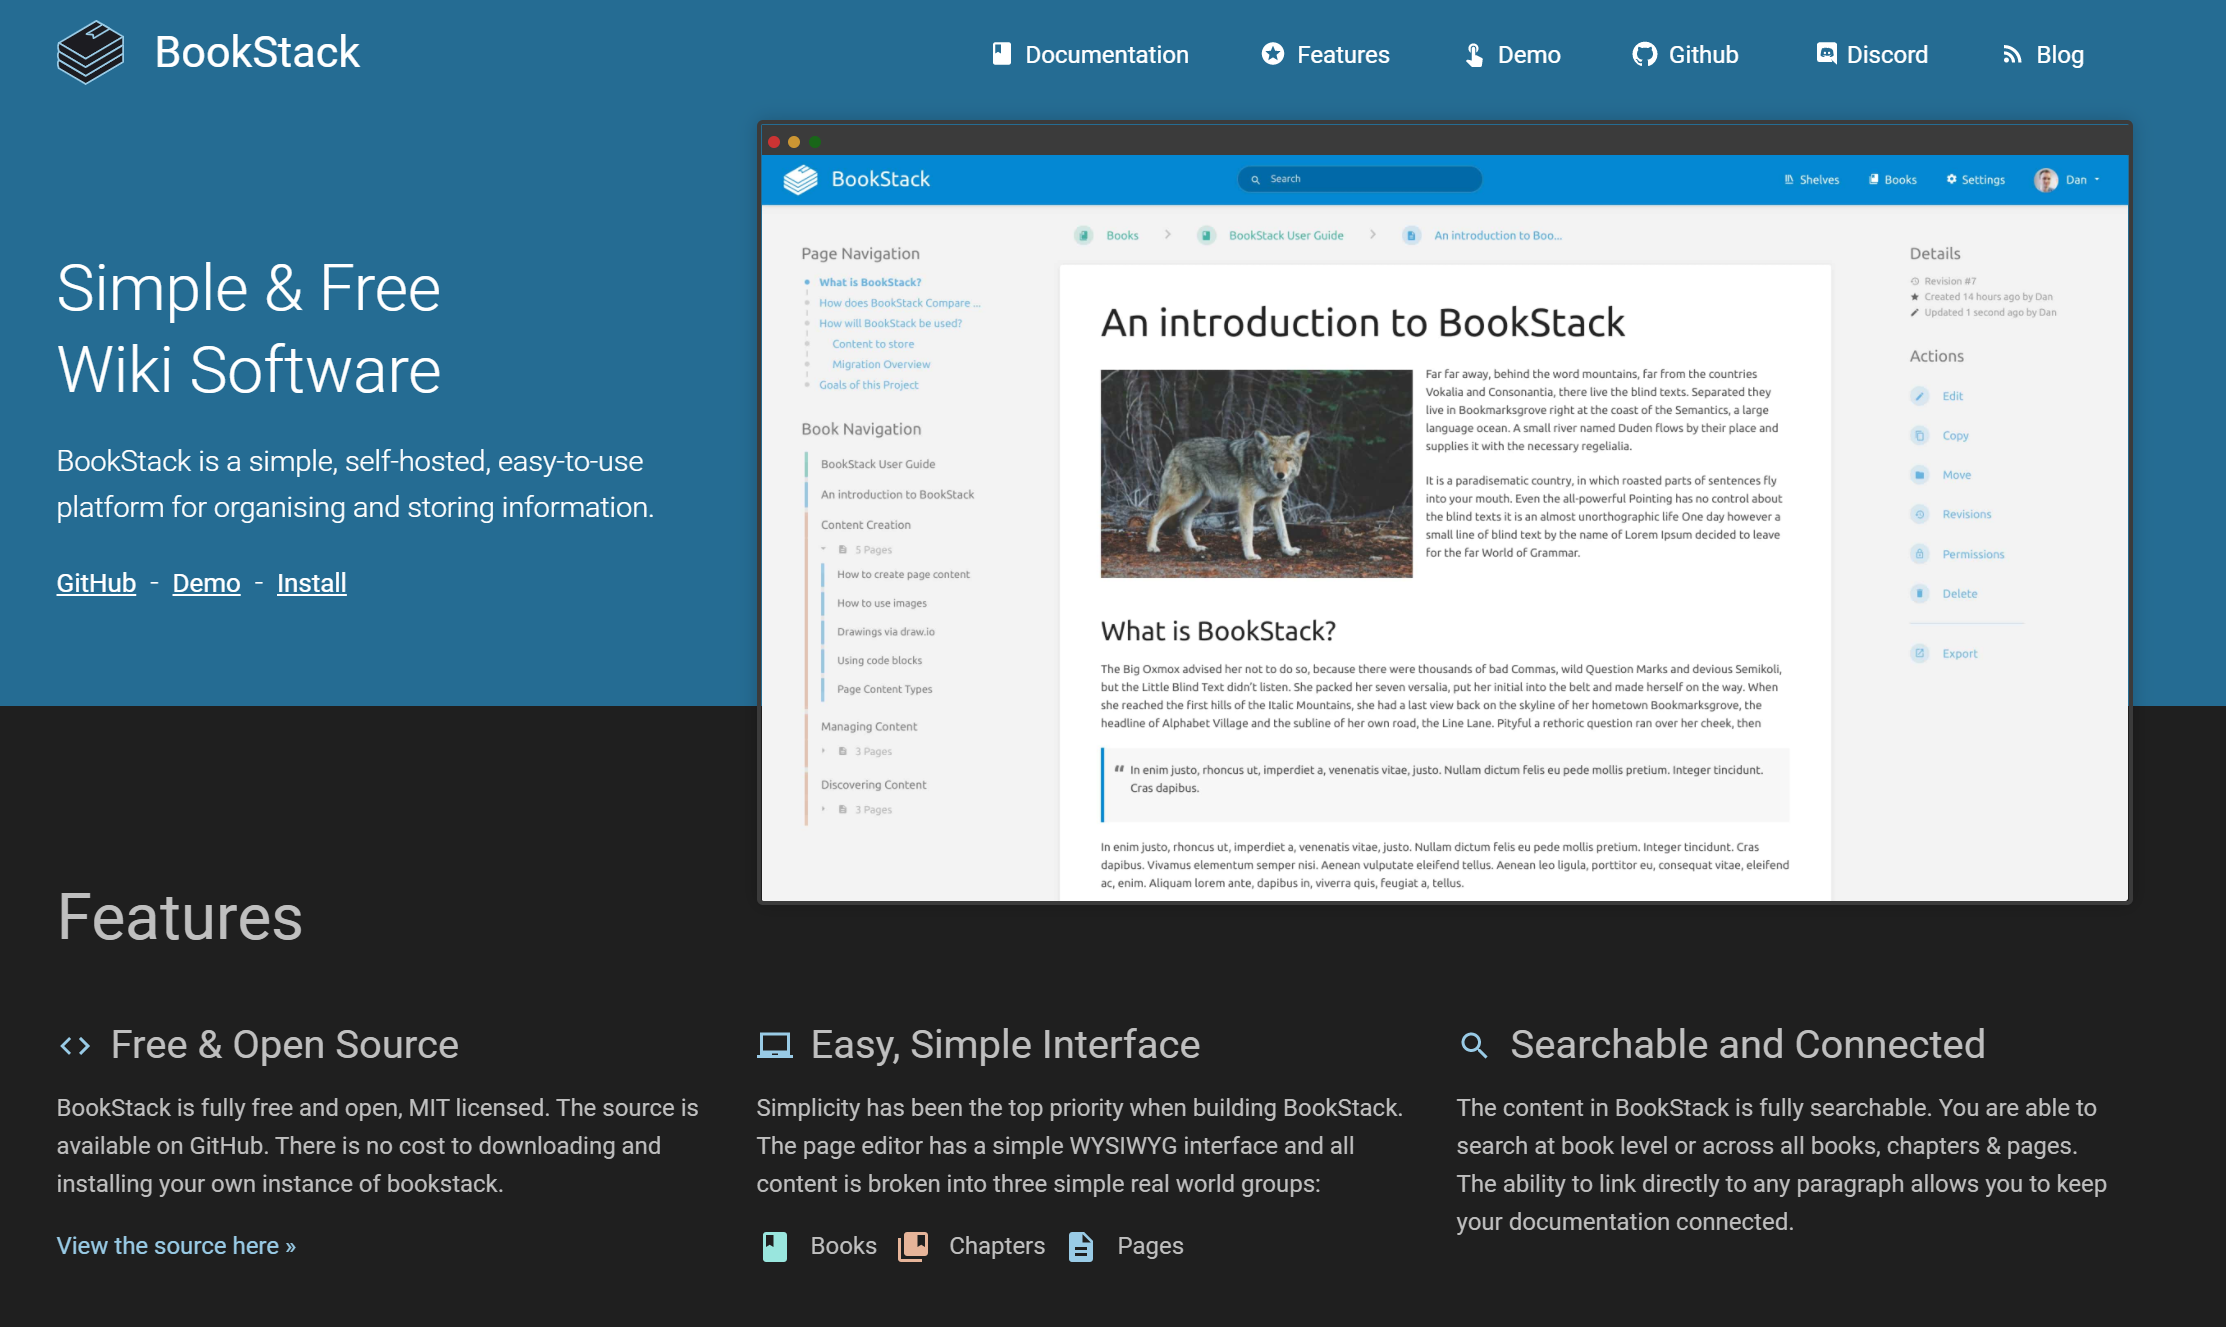 BookStack
Documentation
Features
Demo
Github
Discord
Blog
Simple & Free
Wiki Software
BookStack is a simple, self-hosted, easy-to-use
platform for organising and storing information.
GitHub - Demo - Install
BookStack
Search
Shelves
Books
Settings
Dan
Page Navigation
What is BookStack?
How does BookStack Compare ...
How will BookStack be used?
Content to store
Migration Overview
Goals of this Project
Book Navigation
BookStack User Guide
An introduction to BookStack
Content Creation
5 Pages
How to create page content
How to use images
Drawings via draw.io
Using code blocks
Page Content Types
Managing Content
3 Pages
Discovering Content
3 Pages
Books
BookStack User Guide
An introduction to Boo...
An introduction to BookStack
Far far away, behind the word mountains, far from the countries
Vokalia and Consonantia, there live the blind texts. Separated they
live in Bookmarksgrove right at the coast of the Semantics, a large
language ocean. A small river named Duden flows by their place and
supplies it with the necessary regelialia.
It is a paradisematic country, in which roasted parts of sentences fly
into your mouth. Even the all-powerful Pointing has no control about
the blind texts it is an almost unorthographic life One day however a
small line of blind text by the name of Lorem Ipsum decided to leave
for the far World of Grammar.
What is BookStack?
The Big Oxmox advised her not to do so, because there were thousands of bad Commas, wild Question Marks and devious Semikoli,
but the Little Blind Text didn't listen. She packed her seven versalia, put her initial into the belt and made herself on the way. When
she reached the first hills of the Italic Mountains, she had a last view back on the skyline of her hometown Bookmarksgrove, the
headline of Alphabet Village and the subline of her own road, the Line Lane. Pityful a rethoric question ran over her cheek, then
“ In enim justo, rhoncus ut, imperdiet a, venenatis vitae, justo. Nullam dictum felis eu pede mollis pretium. Integer tincidunt.
Cras dapibus.
In enim justo, rhoncus ut, imperdiet a, venenatis vitae, justo. Nullam dictum felis eu pede mollis pretium. Integer tincidunt. Cras
dapibus. Vivamus elementum semper nisi. Aenean vulputate eleifend tellus. Aenean leo ligula, porttitor eu, consequat vitae, eleifend
ac, enim. Aliquam lorem ante, dapibus in, viverra quis, feugiat a, tellus.
Details
Revision #7
Created 14 hours ago by Dan
Updated 1 second ago by Dan
Actions
Edit
Copy
Move
Revisions
Permissions
Delete
Export
Features
Free & Open Source
BookStack is fully free and open, MIT licensed. The source is
available on GitHub. There is no cost to downloading and
installing your own instance of bookstack.
View the source here »
Easy, Simple Interface
Simplicity has been the top priority when building BookStack.
The page editor has a simple WYSIWYG interface and all
content is broken into three simple real world groups:
Books Chapters Pages
Searchable and Connected
The content in BookStack is fully searchable. You are able to
search at book level or across all books, chapters & pages.
The ability to link directly to any paragraph allows you to keep
your documentation connected.